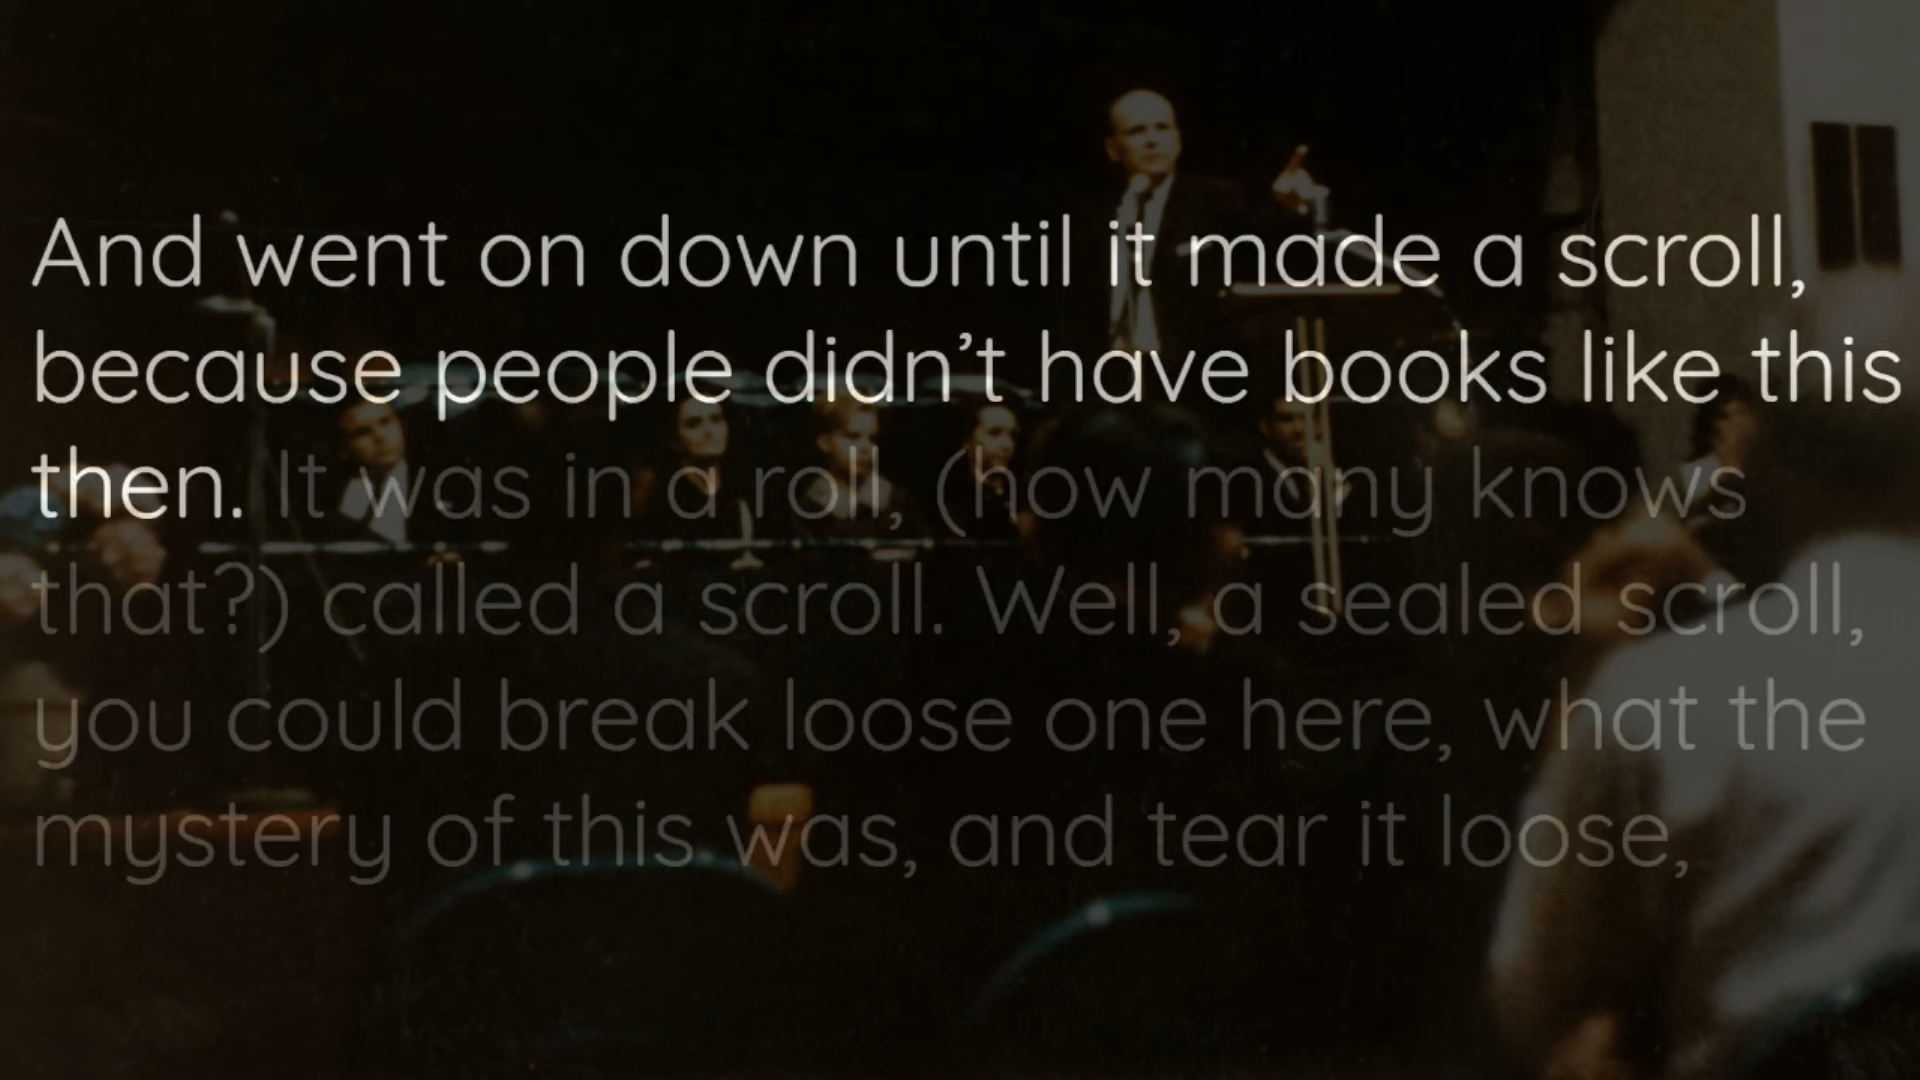 And went on down until it made a scroll,
because people didn’t have books like this
then. It was in a roll, (how many knows
that?) called a scroll. Well, a sealed scroll,
you could break loose one here, what the
mystery of this was, and tear it loose,